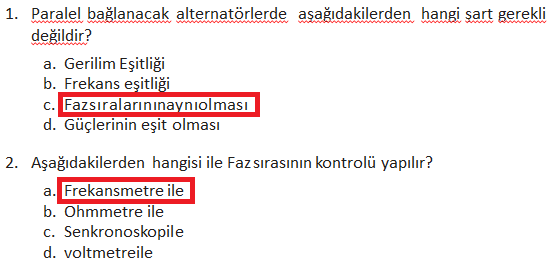 1. Paralel bağlanacak alternatörlerde aşağıdakilerden hangi şart gerekli
değildir?
a. Gerilim Eşitliği
b. Frekans eşitliği
c. Fazsıralarınınaynıolması
d. Güçlerinin eşit olması
2. Aşağıdakilerden hangisi ile Faz sırasının kontrolü yapılır?
a. Frekansmetre ile
b. Ohmmetre ile
c. Senkronoskopile
d. voltmetreile